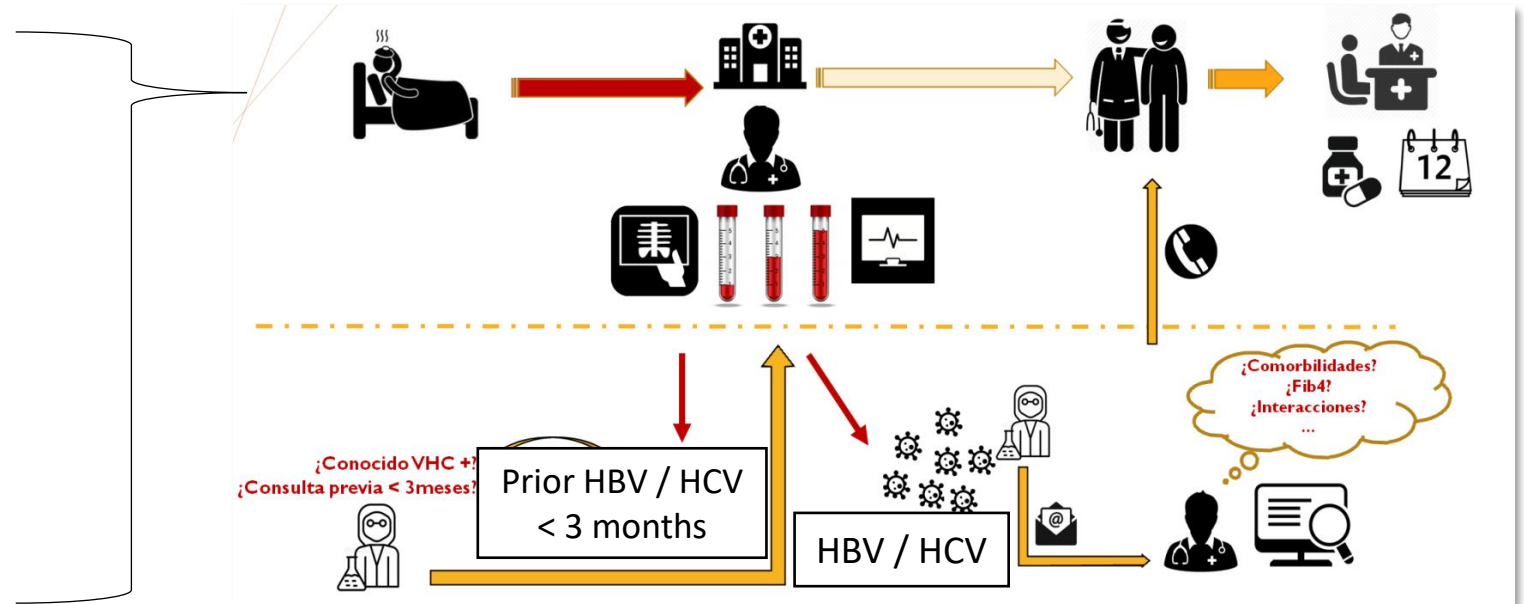 12
¿Comorbilidades?
¿Fib4?
¿Interacciones?
...
¿Conocido VHC +?
¿Consulta previa < 3meses?
Prior HBV / HCV
< 3 months
HBV / HCV
@